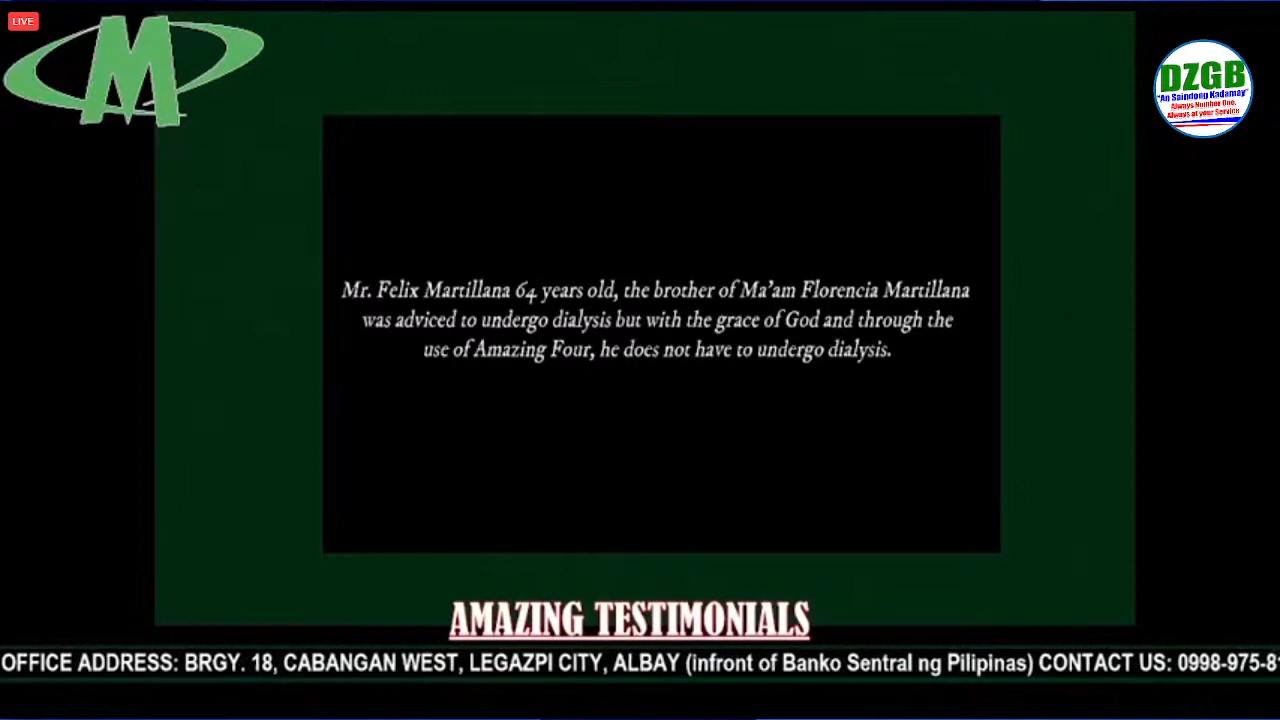 LIVE
M
DZGB
"An Saindong Kadamay"
Always Number One,
Always at your Service
Mr. Felix Martillana 64 years old, the brother of Ma'am Florencia Martillana
was adviced to undergo dialysis but with the grace of God and through the
use of Amazing Four, he does not have to undergo dialysis.
AMAZING TESTIMONIALS
OFFICE ADDRESS: BRGY. 18, CABANGAN WEST, LEGAZPI CITY, ALBAY (infront of Banko Sentral ng Pilipinas) CONTACT US: 0998-975-81